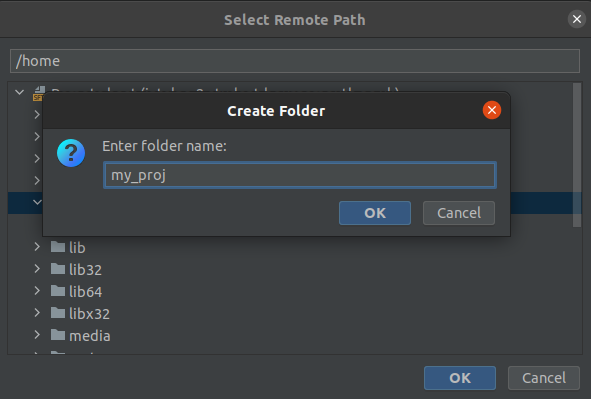 Select Remote Path
/home
Create Folder
Enter folder name:
my_proj
OK
Cancel
lib
lib32
lib64
libx32
media
OK
Cancel